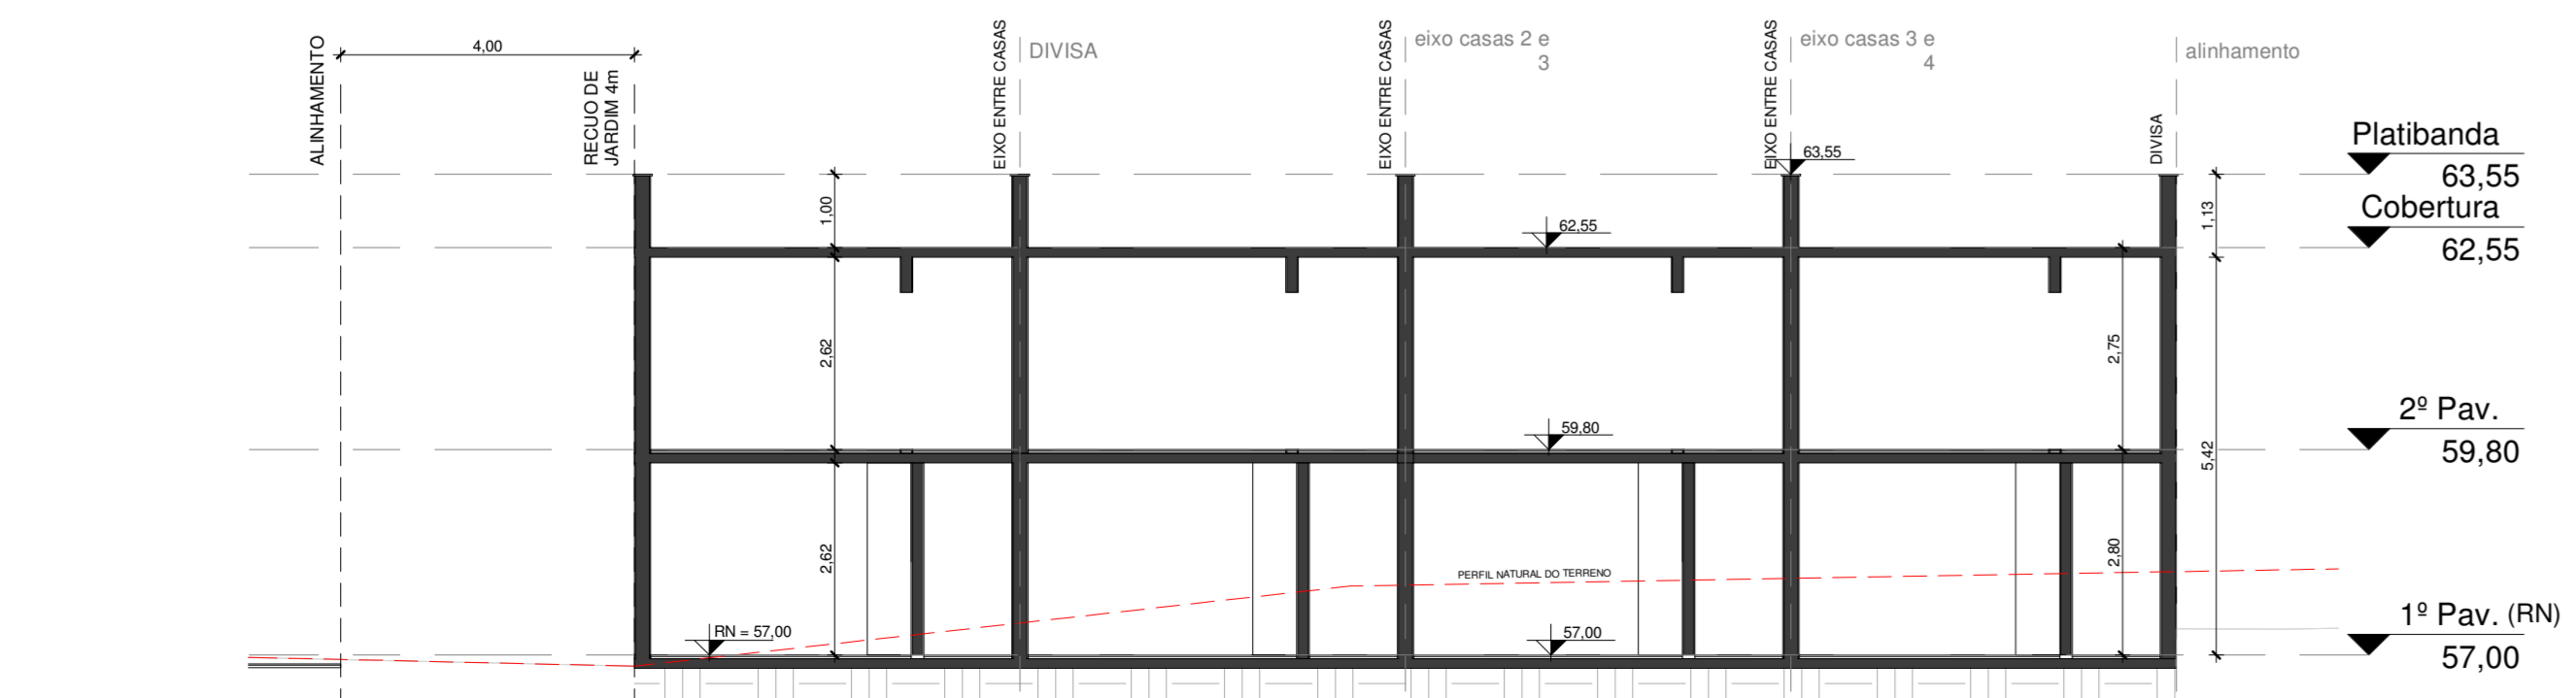 ALINHAMENTO
4,00
RECUO DE
JARDIM 4m
EIXO ENTRE CASAS
DIVISA
EIXO ENTRE CASAS
eixo casas 2 e
3
EIXO ENTRE CASAS
eixo casas 3 e
4
alinhamento
DIVISA
Platibanda
63,55
63,55
1,00
1,13
Cobertura
62,55
62,55
2,62
2,75
2º Pav.
59,80
59,80
5,42
2,62
PERFIL NATURAL DO TERRENO
2,80
RN = 57,00
57,00
1º Pav. (RN)
57,00